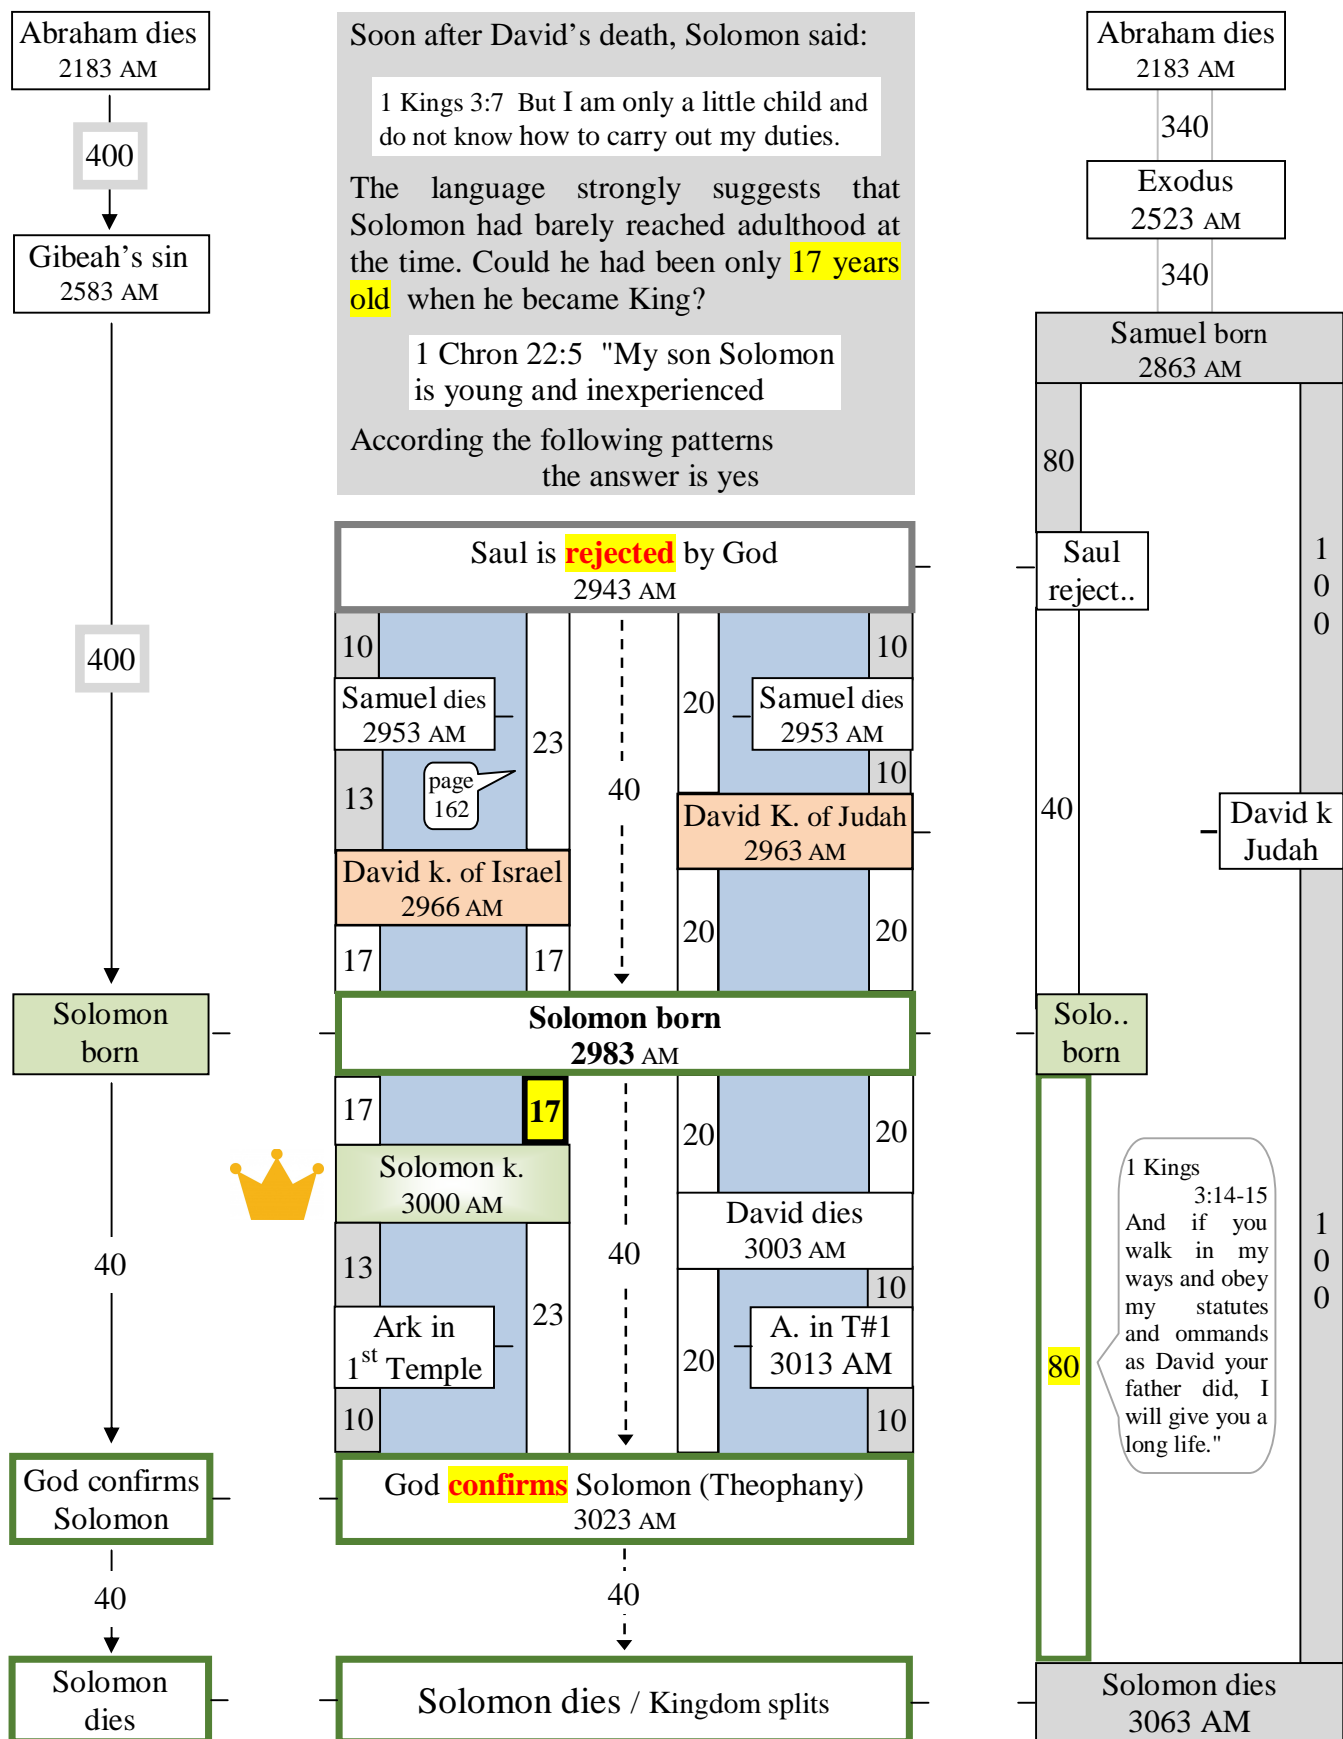 Abraham dies
2183 AM
400
Gibeah's sin
2583 AM
400
Solomon
born
40
God confirms
Solomon
40
Solomon
dies
Soon after David's death, Solomon said:
1 Kings 3:7 But I am only a little child and
do not know how to carry out my duties.
The language strongly suggests that
Solomon had barely reached adulthood at
the time. Could he had been only 17 years
old when he became King?
1 Chron 22:5 "My son Solomon
is young and inexperienced
According the following patterns
the answer is yes
Saul is rejected by God
2943 AM
10
23
40
20
10
Samuel dies
2953 AM
Samuel dies
2953 AM
page
162
13
10
David K. of Judah
2963 AM
David k. of Israel
2966 AM
17
17
20
20
Solomon born
2983 AM
17
17
20
20
Solomon k.
3000 AM
David dies
3003 AM
40
13
23
10
Ark in
1st Temple
20
A. in T#1
3013 AM
10
10
God confirms Solomon (Theophany)
3023 AM
40
Solomon dies / Kingdom splits
Abraham dies
2183 AM
340
Exodus
2523 AM
340
Samuel born
2863 AM
80
1
0
0
Saul
reject..
40
David k
Judah
Solo..
born
80
1 Kings
3:14-15
And if you
walk in my
ways and obey
my statutes
and ommands
as David your
father did, I
will give you a
long life."
1
0
0
Solomon dies
3063 AM